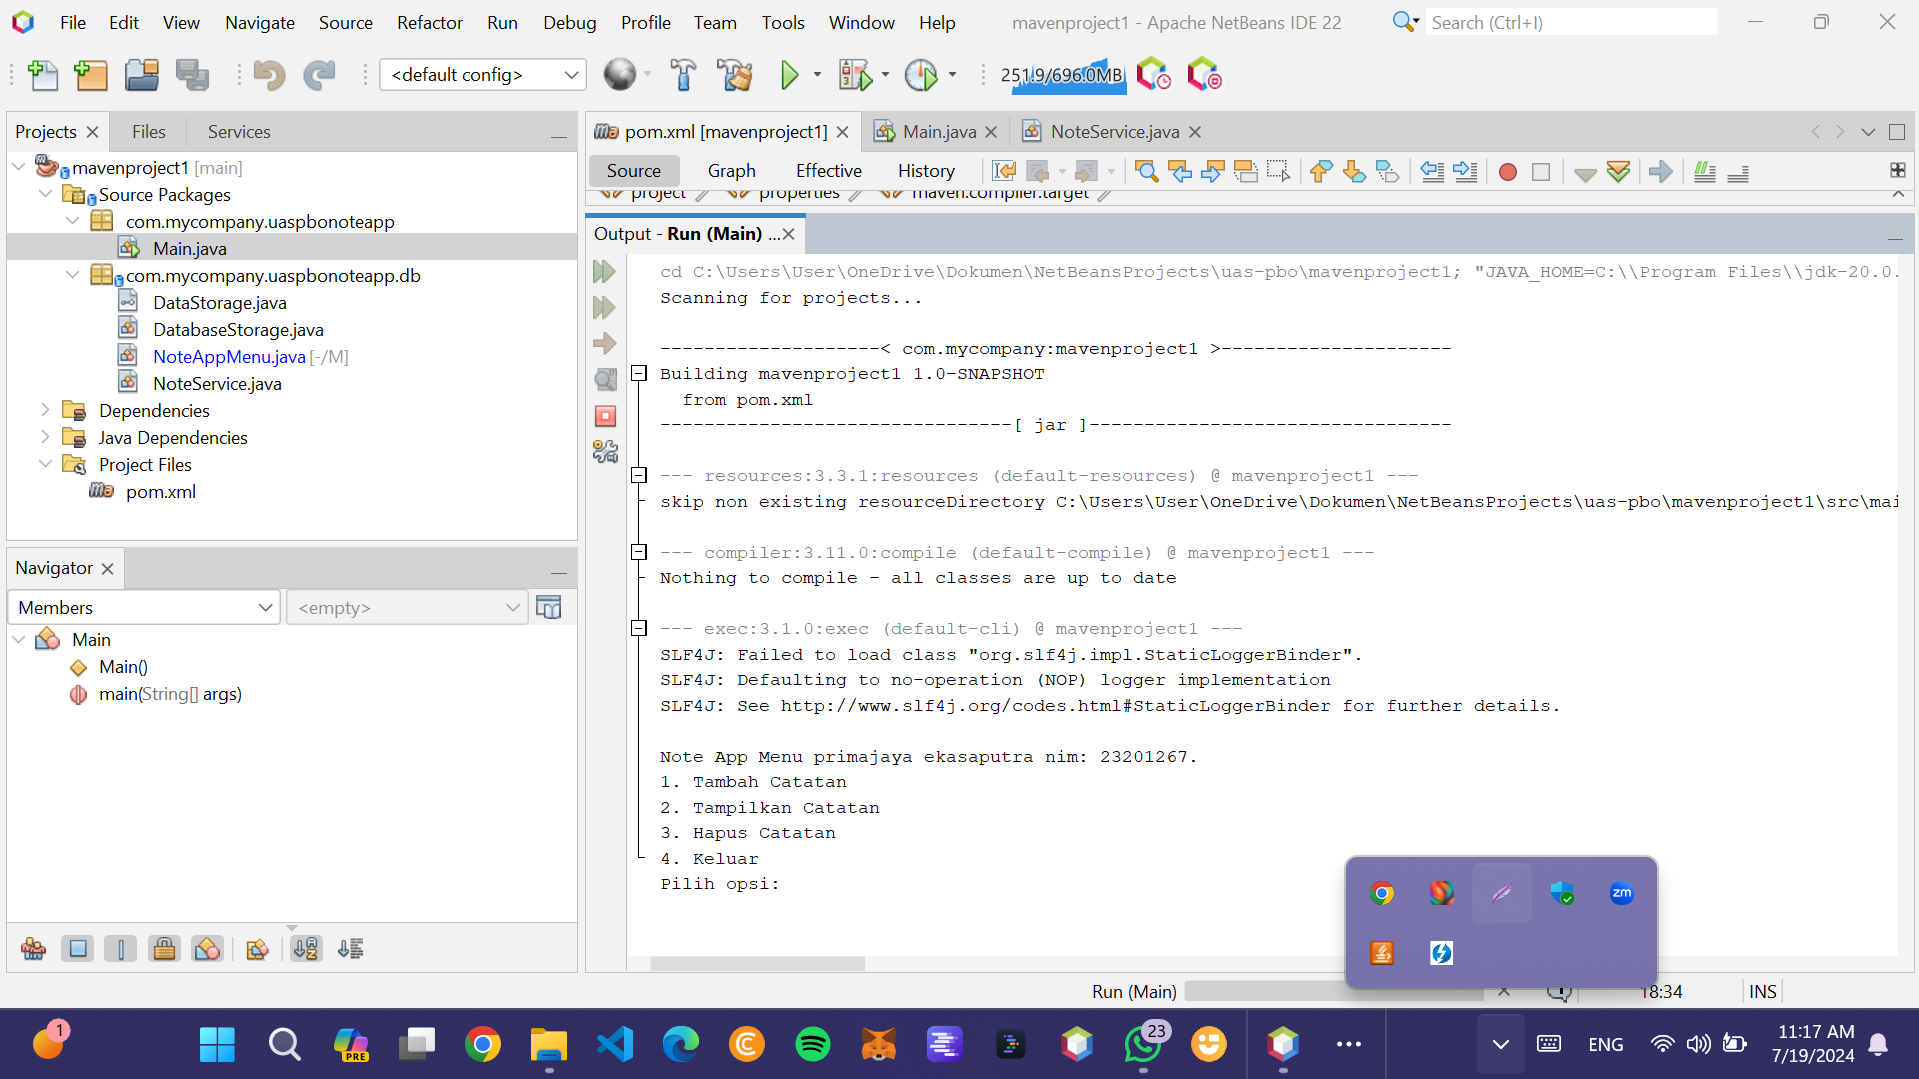 File Edit View Navigate Source Refactor Run Debug Profile Team Tools Window Help mavenproject1 - Apache NetBeans IDE 22 Search (Ctrl+I)
<default config> 251.9/696.0MB
Projects Files Services
mavenproject1 [main]
Source Packages
com.mycompany.uaspbonoteapp
Main.java
com.mycompany.uaspbonoteapp.db
DataStorage.java
DatabaseStorage.java
NoteAppMenu.java [-/M]
NoteService.java
Dependencies
Java Dependencies
Project Files
pom.xml
Navigator
Members <empty>
Main
Main()
main(String[] args)
pom.xml [mavenproject1] Main.java NoteService.java
Source Graph Effective History
project properties maven.compiler.target
Output - Run (Main) ...
cd C:\Users\User\OneDrive\Dokumen\NetBeansProjects\uas-pbo\mavenproject1; "JAVA_HOME=C:\\Program Files\\jdk-20.0.
Scanning for projects...
--------------------< com.mycompany:mavenproject1 >---------------------
Building mavenproject1 1.0-SNAPSHOT
from pom.xml
--------------------------------[ jar ]---------------------------------
--- resources:3.3.1:resources (default-resources) @ mavenproject1 ---
skip non existing resourceDirectory C:\Users\User\OneDrive\Dokumen\NetBeansProjects\uas-pbo\mavenproject1\src\mai
--- compiler:3.11.0:compile (default-compile) @ mavenproject1 ---
Nothing to compile - all classes are up to date
--- exec:3.1.0:exec (default-cli) @ mavenproject1 ---
SLF4J: Failed to load class "org.slf4j.impl.StaticLoggerBinder".
SLF4J: Defaulting to no-operation (NOP) logger implementation
SLF4J: See http://www.slf4j.org/codes.html#StaticLoggerBinder for further details.
Note App Menu primajaya ekasaputra nim: 23201267.
1. Tambah Catatan
2. Tampilkan Catatan
3. Hapus Catatan
4. Keluar
Pilih opsi:
zm
Run (Main) 18:34 INS
1 PRE 23 ENG 11:17 AM
7/19/2024